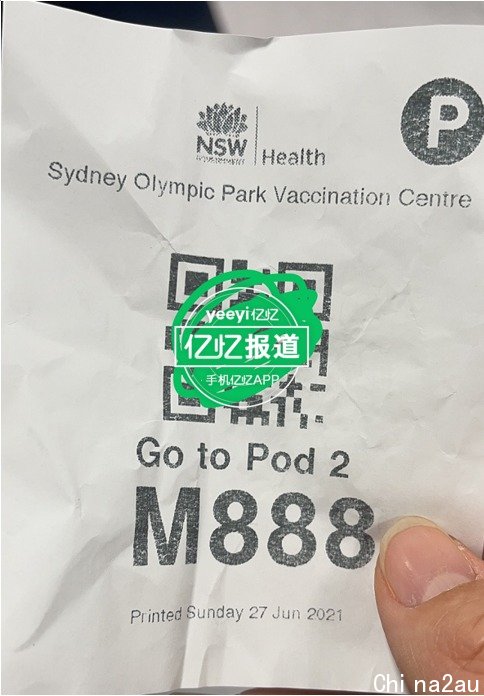 P
NSW
GOVERNMENT
Health
Sydney Olympic Park Vaccination Centre
yeeyi亿忆
亿忆报道
手机亿忆APP
Go to Pod 2
M888
Printed Sunday 27 Jun 2021
Chi na2au